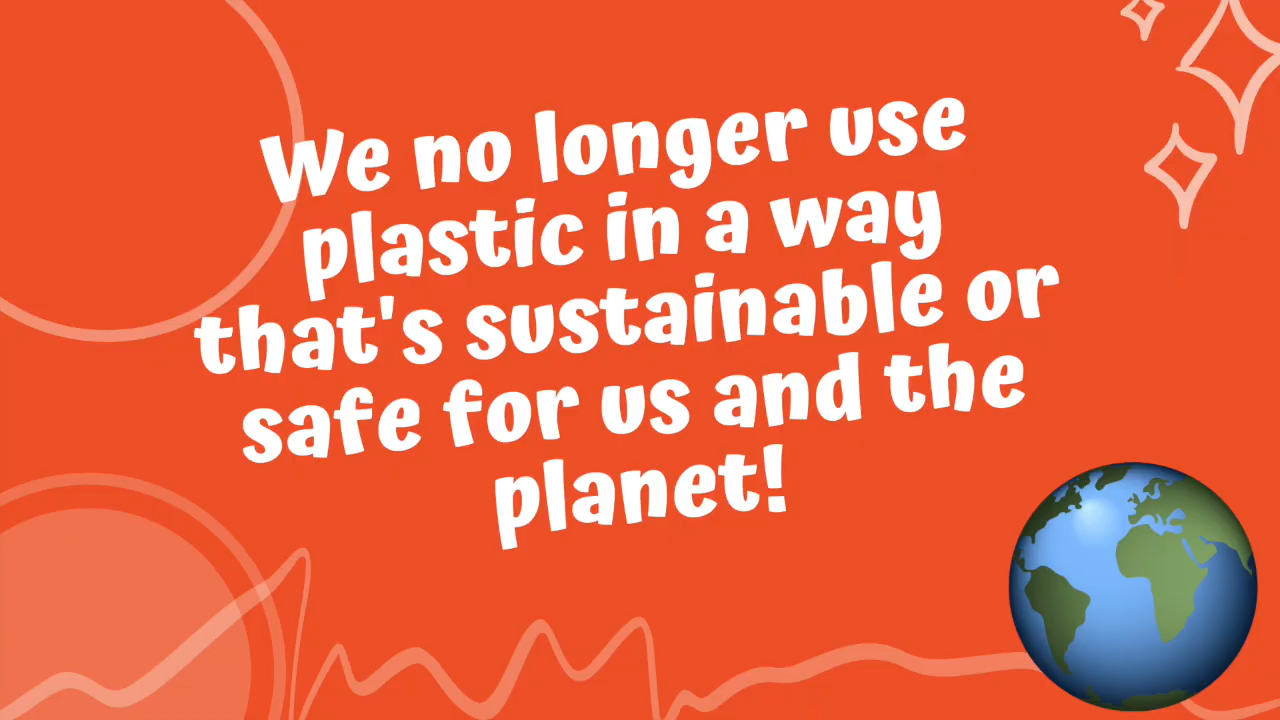 We no longer use
plastic in a way
that's sustainable or
safe for us and the
planet!